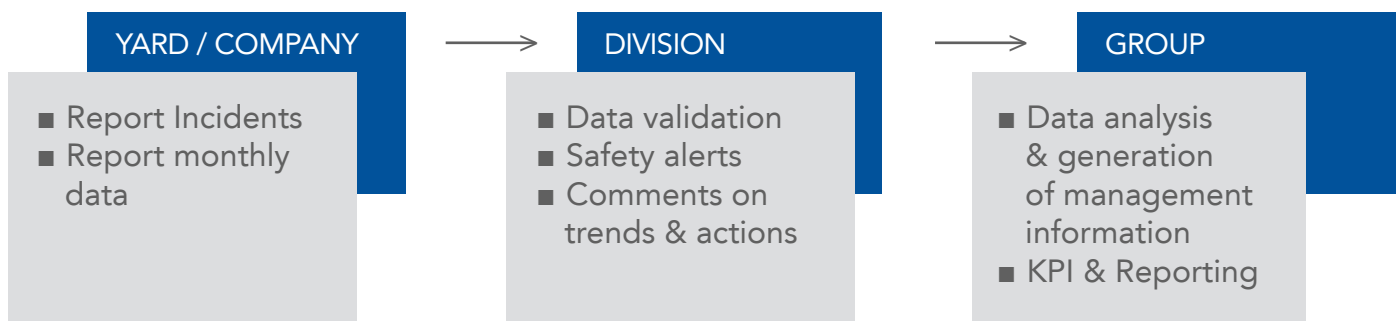 YARD / COMPANY
■ Report Incidents
■ Report monthly
data
DIVISION
■ Data validation
■ Safety alerts
■ Comments on
trends & actions
GROUP
■ Data analysis
& generation
of management
information
■ KPI & Reporting